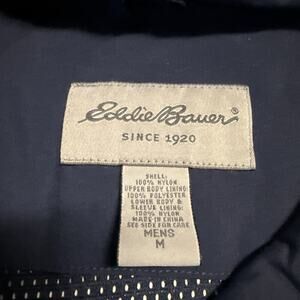 Eddie Bauer®
SINCE 1920
SHELL:
100% NYLON
UPPER BODY LINING:
100% POLYESTER
LOWER BODY &
SLEEVE LINING:
100% NYLON
MADE IN CHINA
SEE SIDE FOR CARE
MENS
M